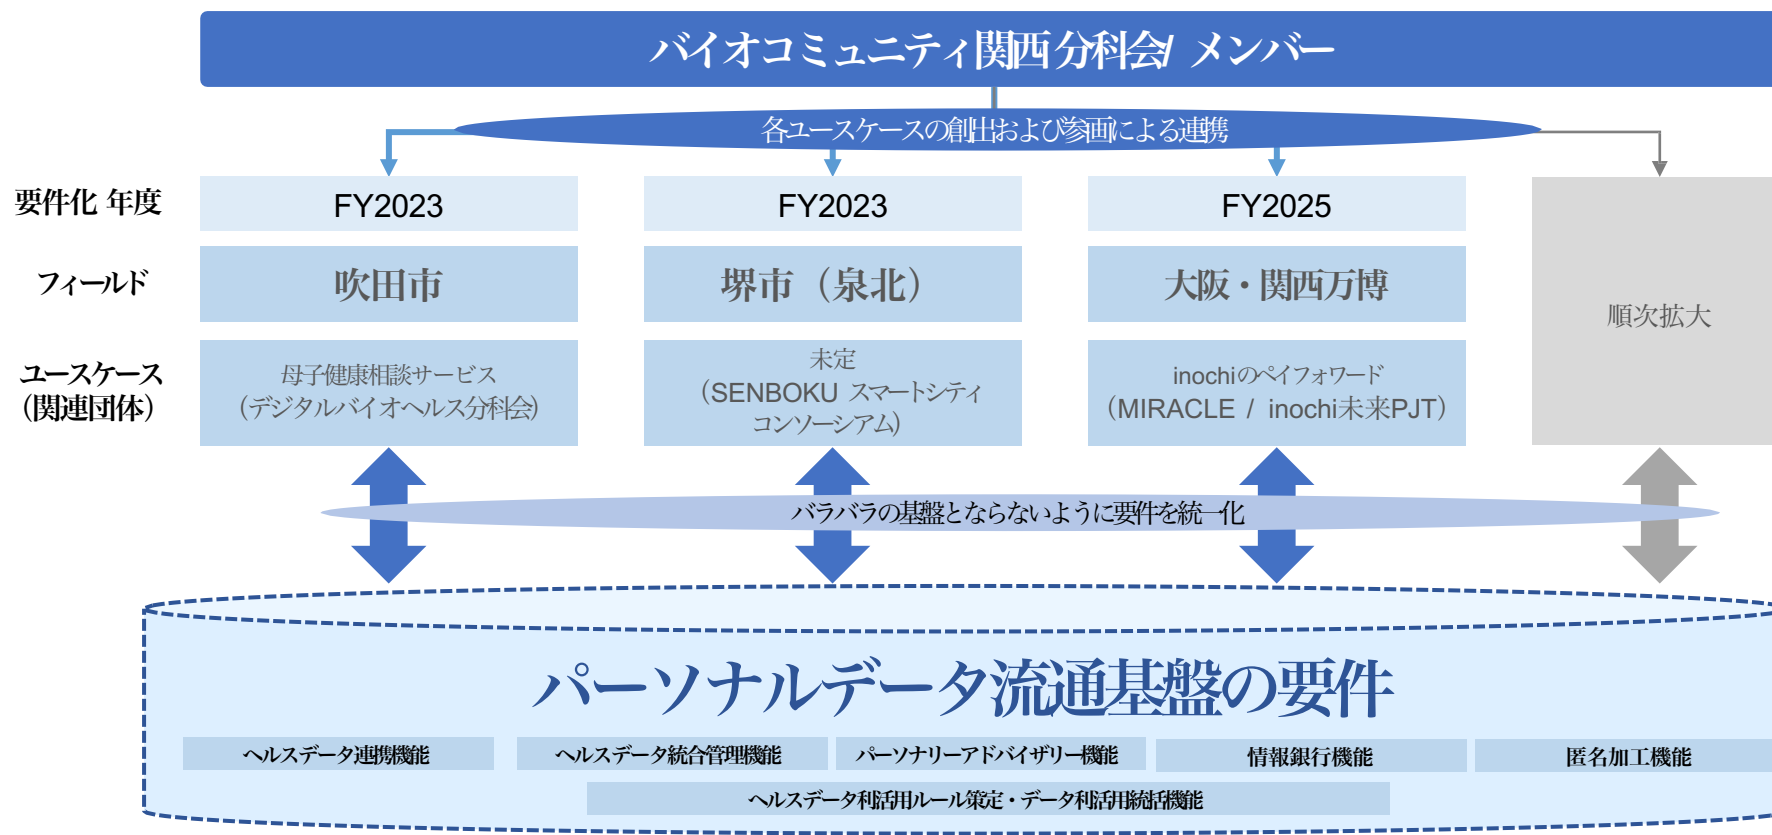 バイオコミュニティ関西 分科会/ メンバー
各ユースケースの創出および参画による連携
要件化 年度
FY2023
FY2023
FY2025
フィールド
吹田市
堺市（泉北）
大阪・関西万博
順次拡大
ユースケース
（関連団体）
母子健康相談サービス
（デジタルバイオヘルス分科会）
未定
（SENBOKU スマートシティ
コンソーシアム）
inochiのペイフォワード
（MIRACLE / inochi未来PJT）
バラバラの基盤とならないように要件を統一化
パーソナルデータ流通基盤の要件
ヘルスデータ連携機能
ヘルスデータ統合管理機能
パーソナリーアドバイザリー機能
情報銀行機能
匿名加工機能
ヘルスデータ利活用ルール策定・データ利活用統括機能